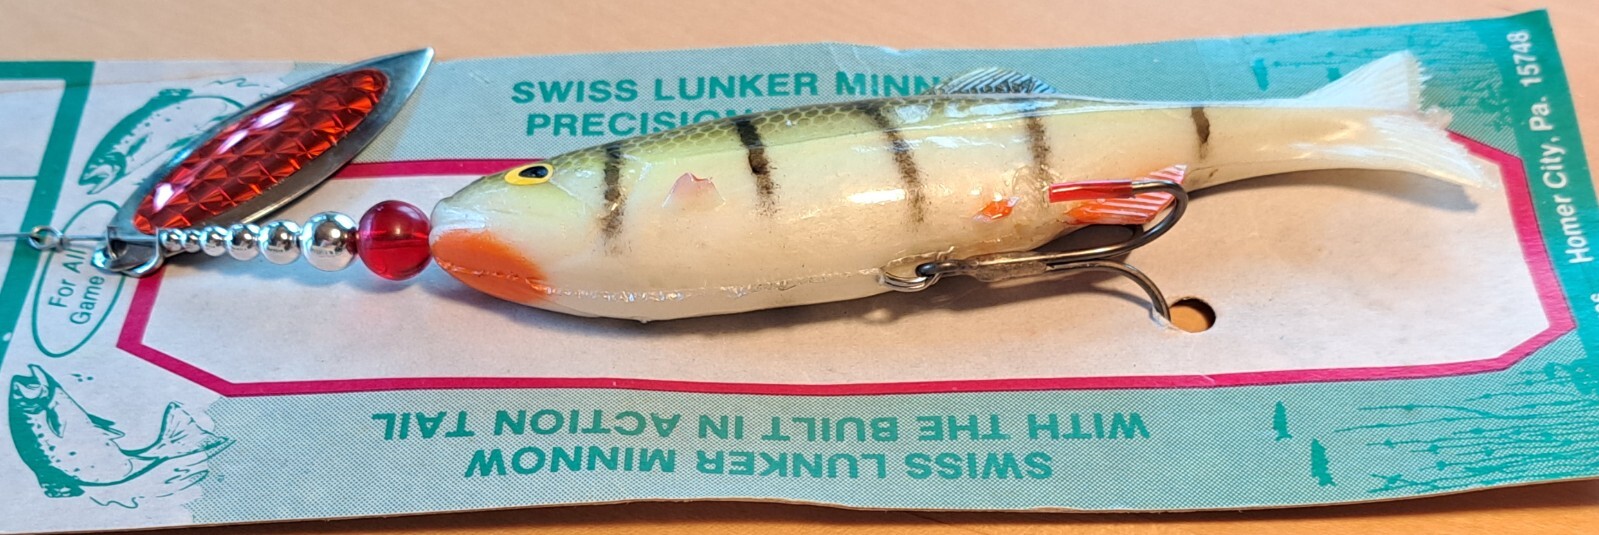 SWISS LUNKER MINN
PRECISION
For All
Game
Homer City, Pa. 15748
SWISS LUNKER MINNOW
WITH THE BUILT IN ACTION TAIL